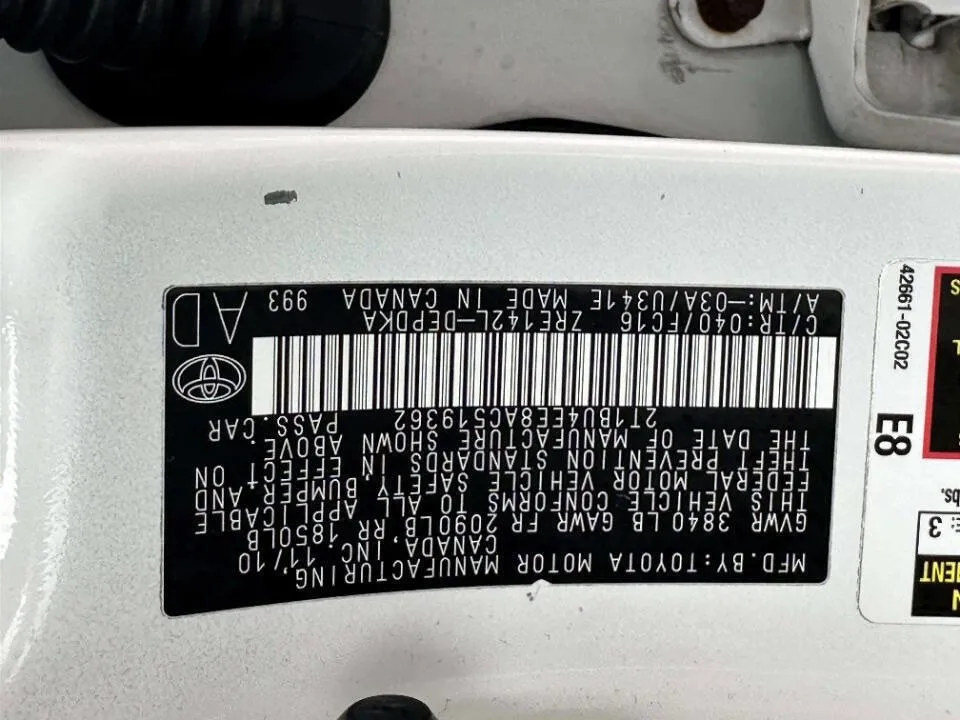 MFD.BY:TOYOTA MOTOR MANUFACTURING
CANADA, INC. 11/10
GVWR 3840 LB GAWR FR 2090LB, RR 1850LB
THIS VEHICLE CONFORMS TO ALL APPLICABLE
FEDERAL MOTOR VEHICLE SAFETY, BUMPER, AND
THEFT PREVENTION STANDARDS IN EFFECT ON
THE DATE OF MANUFACTURE SHOWN ABOVE
2T1BU4EE8AC519362 PASS. CAR
C/TR:040/FC16 ZRE142L-DEPDKA
A/TM:-03A/U341E MADE IN CANADA 993
AD
E8
42661-02C02